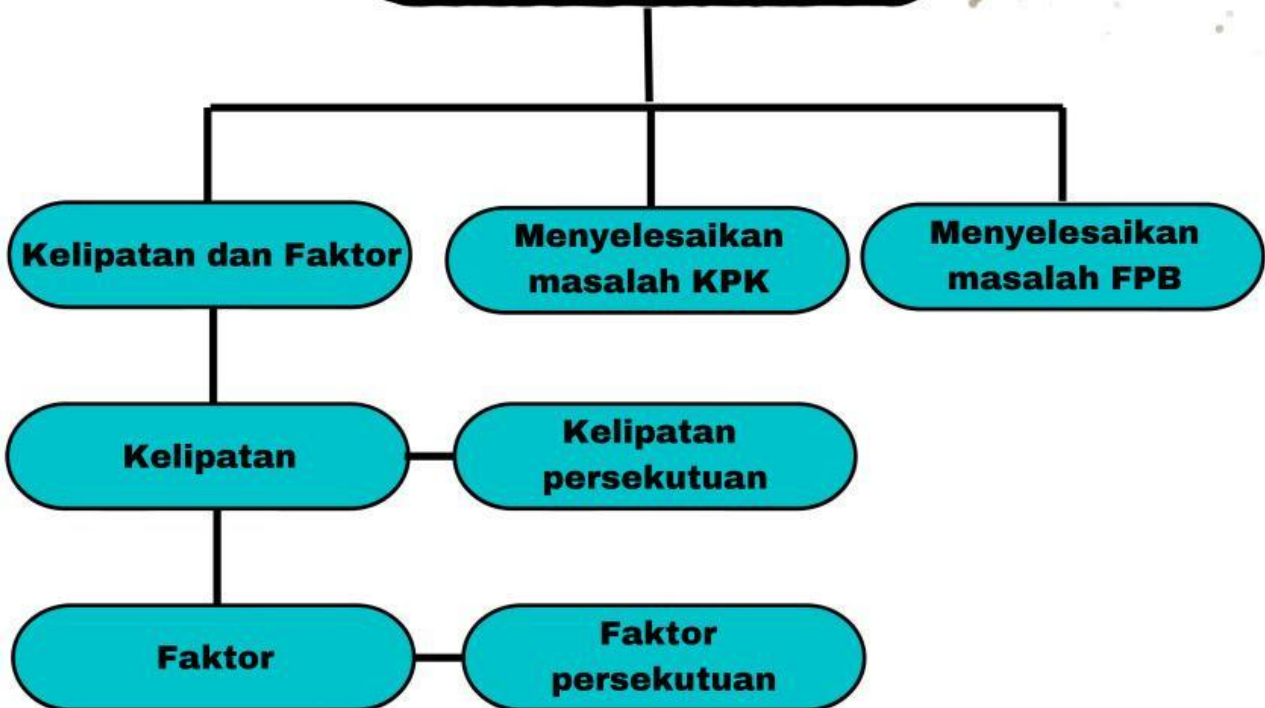 Kelipatan dan Faktor
Menyelesaikan
masalah KPK
Menyelesaikan
masalah FPB
Kelipatan
Kelipatan
persekutuan
Faktor
Faktor
persekutuan